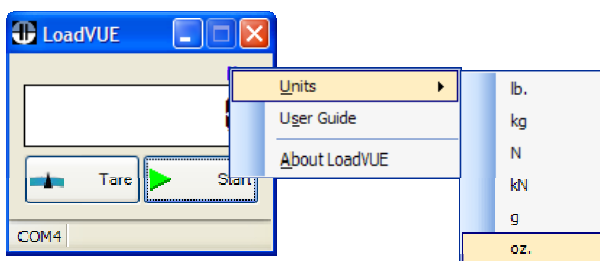 LoadVUE
Units
User Guide
About LoadVUE
lb.
kg
N
kN
g
oz.
Tare
Start
COM4